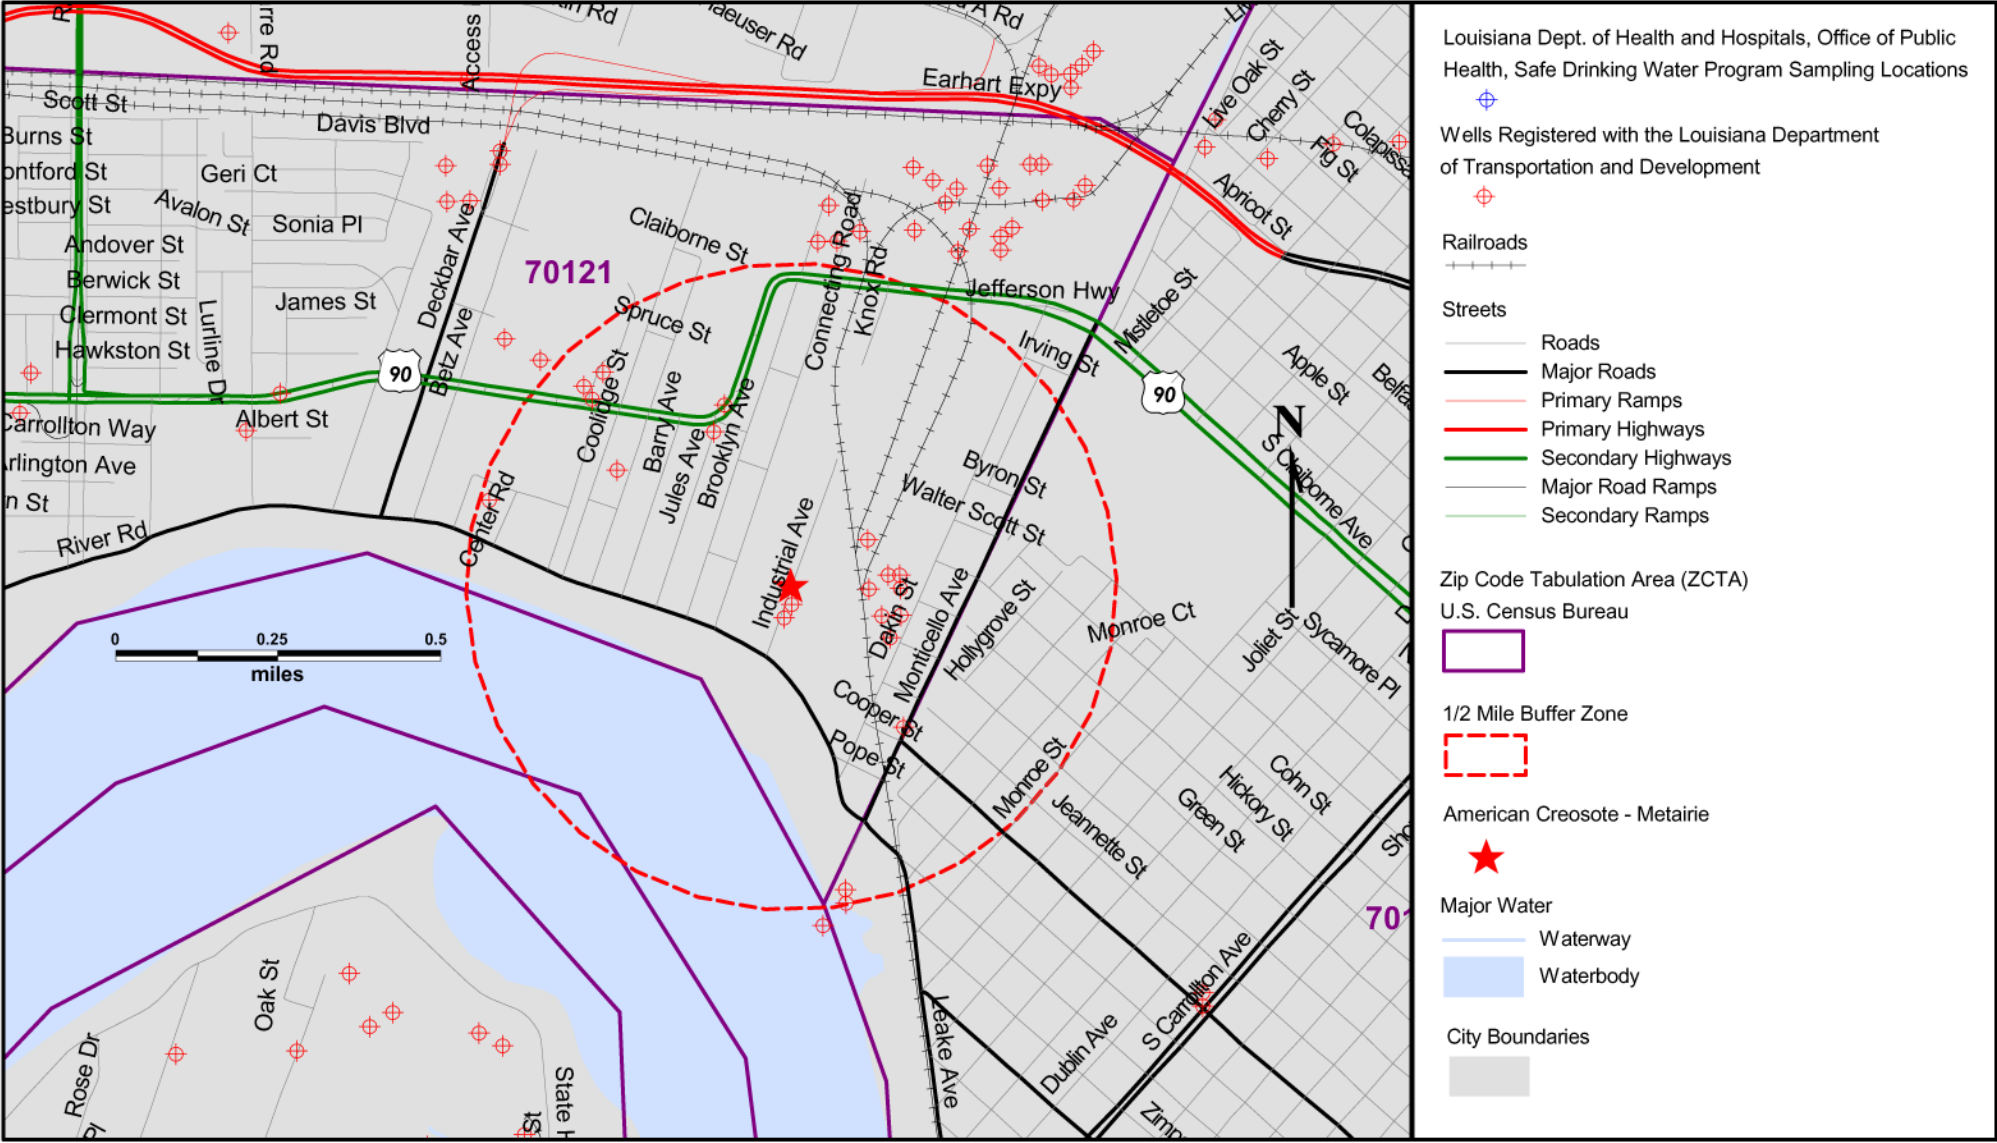 Earhart Expy
Scott St
Davis Blvd
Burns St
Geri Ct
Avalon St
Sonia Pl
Andover St
Berwick St
James St
Clermont St
Hawkston St
Lurline Dr
Deckbar Ave
Betz Ave
90
Albert St
Carrollton Way
Arlington Ave
River Rd
Claiborne St
70121
Spruce St
Connecting Road
Knox Rd
Jefferson Hwy
Live Oak St
Cherry St
Fig St
Apricot St
Mistletoe St
Irving St
90
Apple St
N
S Claiborne Ave
Coolidge St
Barry Ave
Jules Ave
Brooklyn Ave
Center Rd
Industrial Ave
Byron St
Walter Scott St
Dakin St
Monticello Ave
Hollygrove St
Monroe Ct
Joliet St
Sycamore Pl
0 0.25 0.5
miles
Cooper St
Pope St
Monroe St
Jeannette St
Cohn St
Hickory St
Green St
70
S Carrollton Ave
Dublin Ave
Leake Ave
Oak St
Rose Dr
Pl
State H
St
Louisiana Dept. of Health and Hospitals, Office of Public
Health, Safe Drinking Water Program Sampling Locations
Wells Registered with the Louisiana Department
of Transportation and Development
Railroads
Streets
Roads
Major Roads
Primary Ramps
Primary Highways
Secondary Highways
Major Road Ramps
Secondary Ramps
Zip Code Tabulation Area (ZCTA)
U.S. Census Bureau
1/2 Mile Buffer Zone
American Creosote - Metairie
Major Water
Waterway
Waterbody
City Boundaries